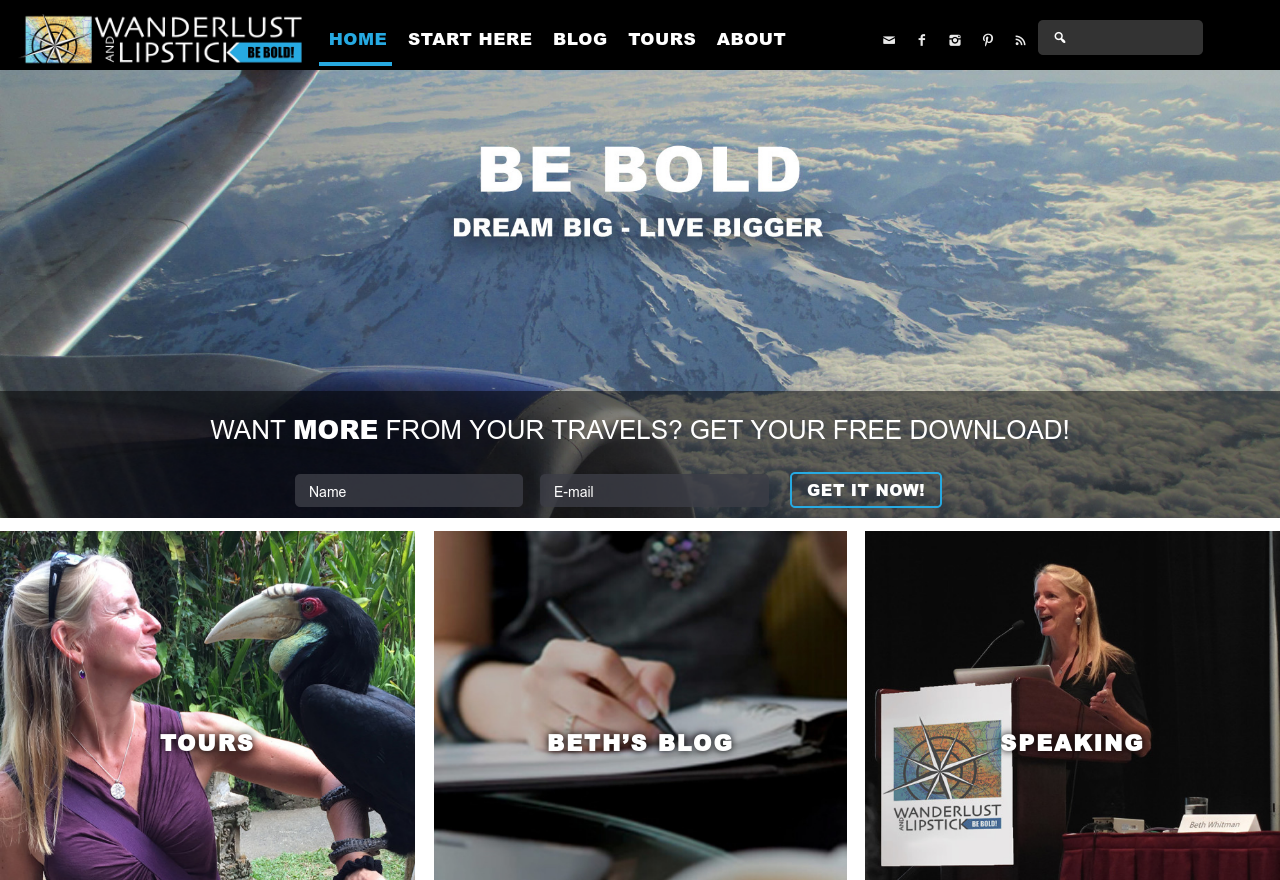 WANDERLUST
AND LIPSTICK BE BOLD!
HOME START HERE BLOG TOURS ABOUT
BE BOLD
DREAM BIG - LIVE BIGGER
WANT MORE FROM YOUR TRAVELS? GET YOUR FREE DOWNLOAD!
Name E-mail GET IT NOW!
TOURS
BETH’S BLOG
SPEAKING
WANDERLUST
AND LIPSTICK BE BOLD!
Beth Whitman